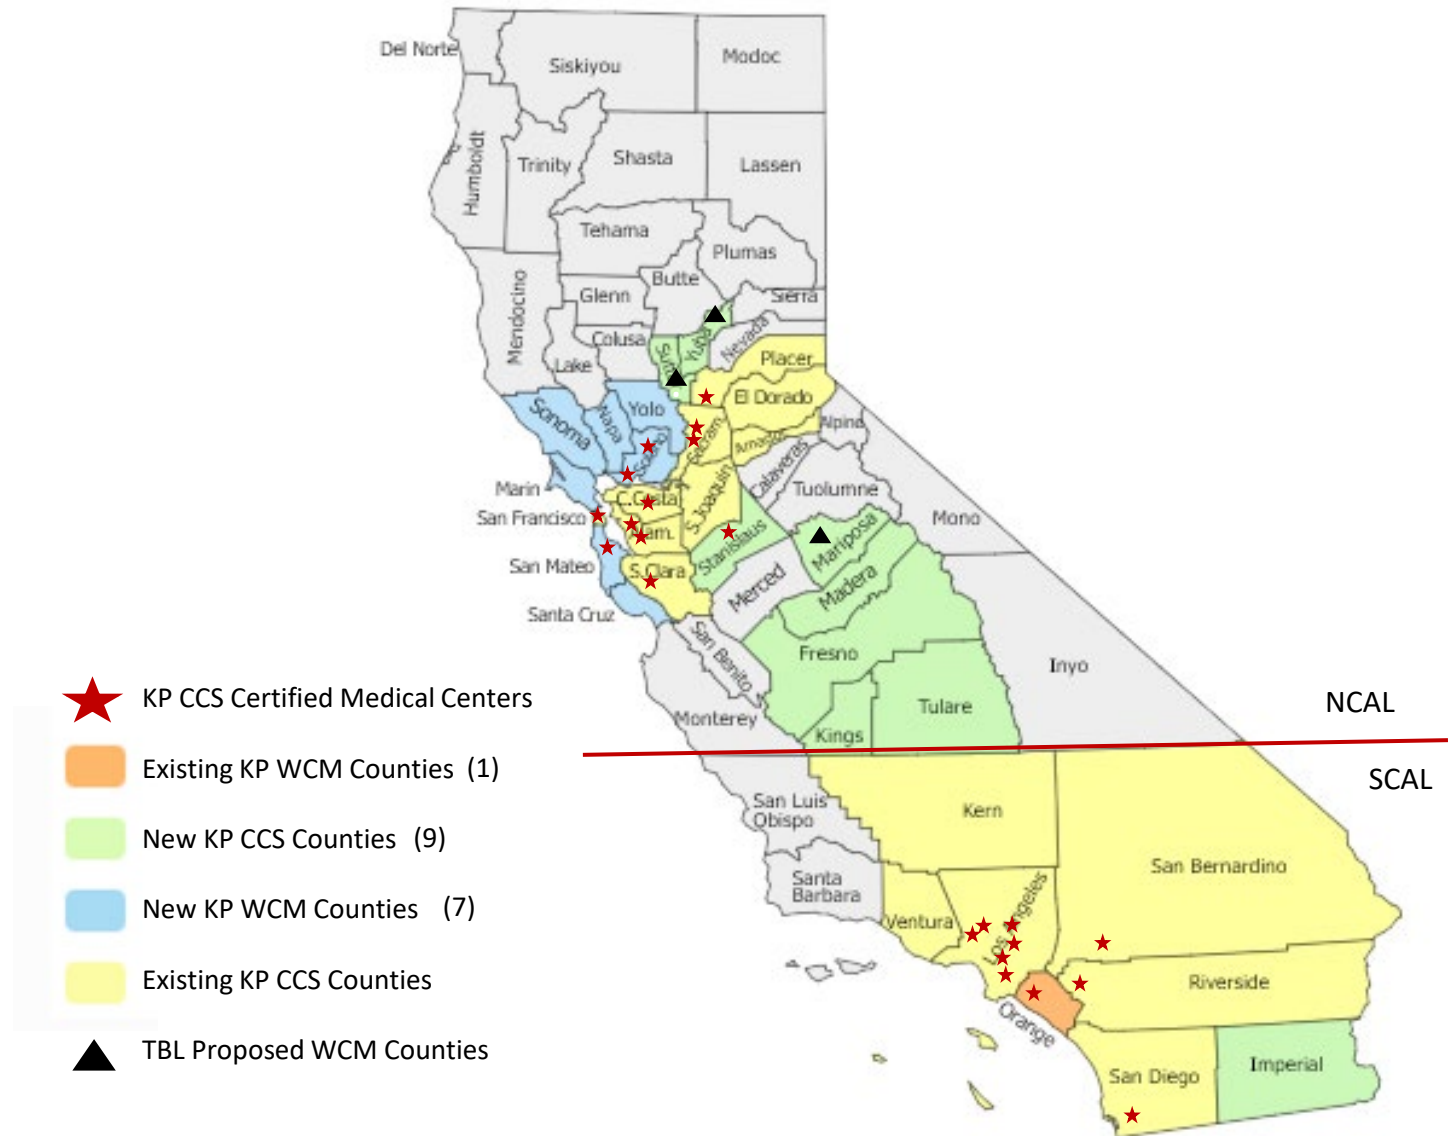 Del Norte
Siskiyou
Modoc
Humboldt
Trinity
Shasta
Lassen
Tehama
Plumas
Butte
Glenn
Sierra
Mendocino
Colusa
Lake
Yuba
Nevada
Placer
El Dorado
Sonoma
Napa
Yolo
Solano
Sacram.
Amador
Alpine
Calaveras
Tuolumne
Mono
Marin
San Francisco
C.Costa
S.Joaquin
Alam.
Stanislaus
Mariposa
San Mateo
S.Clara
Merced
Madera
Santa Cruz
San Benito
Fresno
Inyo
Monterey
Kings
Tulare
NCAL
SCAL
KP CCS Certified Medical Centers
Existing KP WCM Counties (1)
New KP CCS Counties (9)
New KP WCM Counties (7)
Existing KP CCS Counties
TBL Proposed WCM Counties
San Luis
Obispo
Kern
San Bernardino
Santa
Barbara
Ventura
Los Angeles
Riverside
Orange
San Diego
Imperial